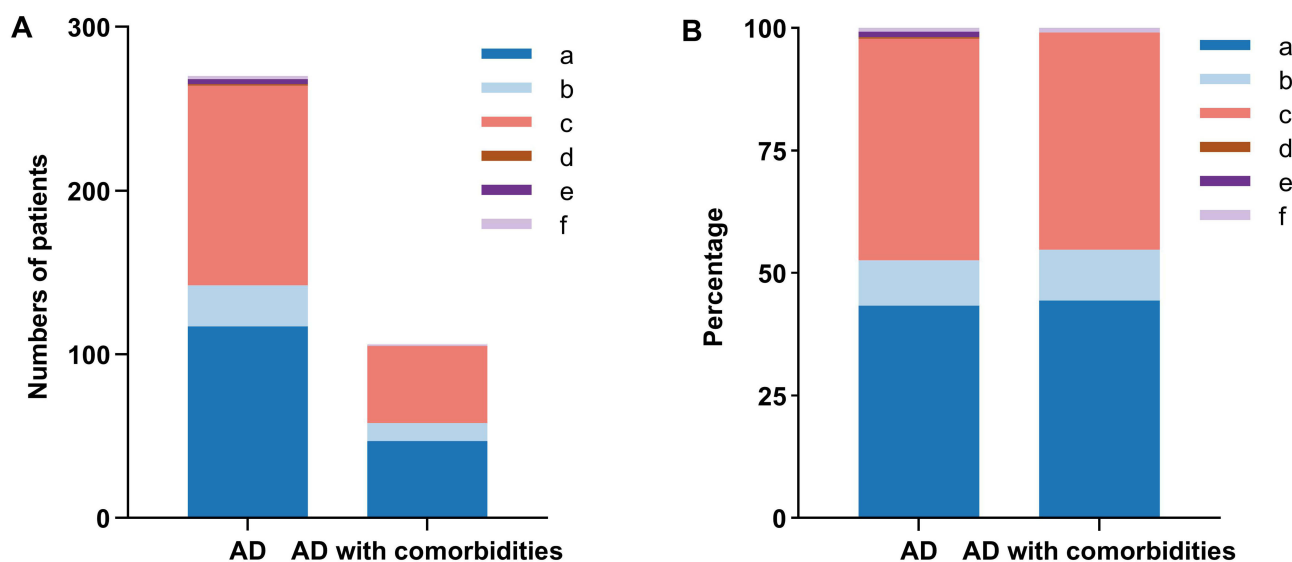 A
Numbers of patients
300
200
100
0
AD
AD with comorbidities
a
b
c
d
e
f
B
Percentage
100
75
50
25
0
AD
AD with comorbidities
a
b
c
d
e
f